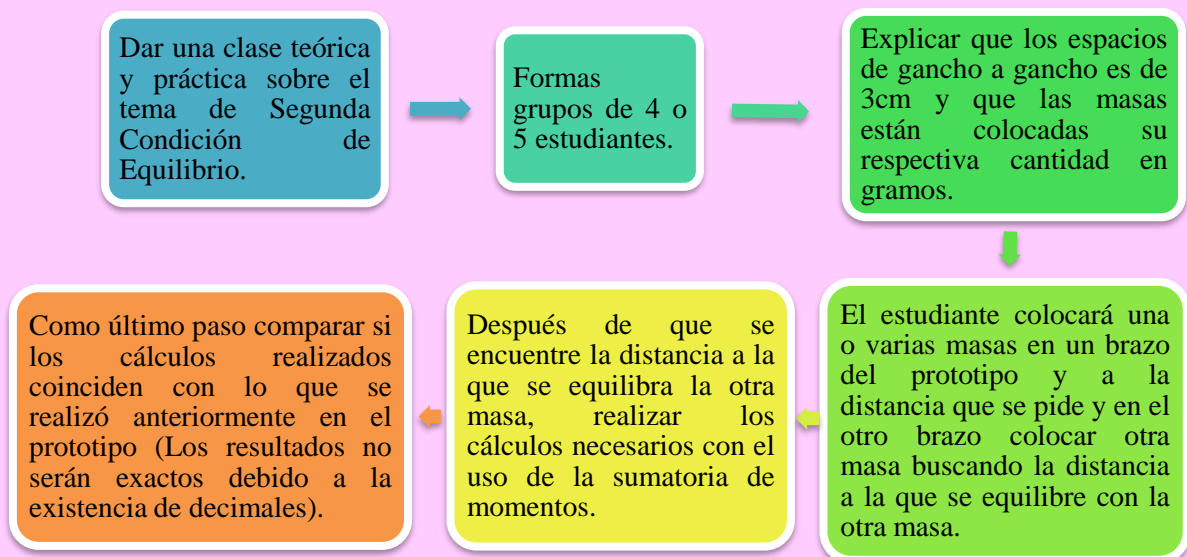 Dar una clase teórica
y práctica sobre el
tema de Segunda
Condición de
Equilibrio.
Formas
grupos de 4 o
5 estudiantes.
Explicar que los espacios
de gancho a gancho es de
3cm y que las masas
están colocadas su
respectiva cantidad en
gramos.
El estudiante colocará una
o varias masas en un brazo
del prototipo y a la
distancia que se pide y en el
otro brazo colocar otra
masa buscando la distancia
a la que se equilibre con la
otra masa.
Después de que se
encuentre la distancia a la
que se equilibra la otra
masa, realizar los
cálculos necesarios con el
uso de la sumatoria de
momentos.
Como último paso comparar si
los cálculos realizados
coinciden con lo que se
realizó anteriormente en el
prototipo (Los resultados no
serán exactos debido a la
existencia de decimales).